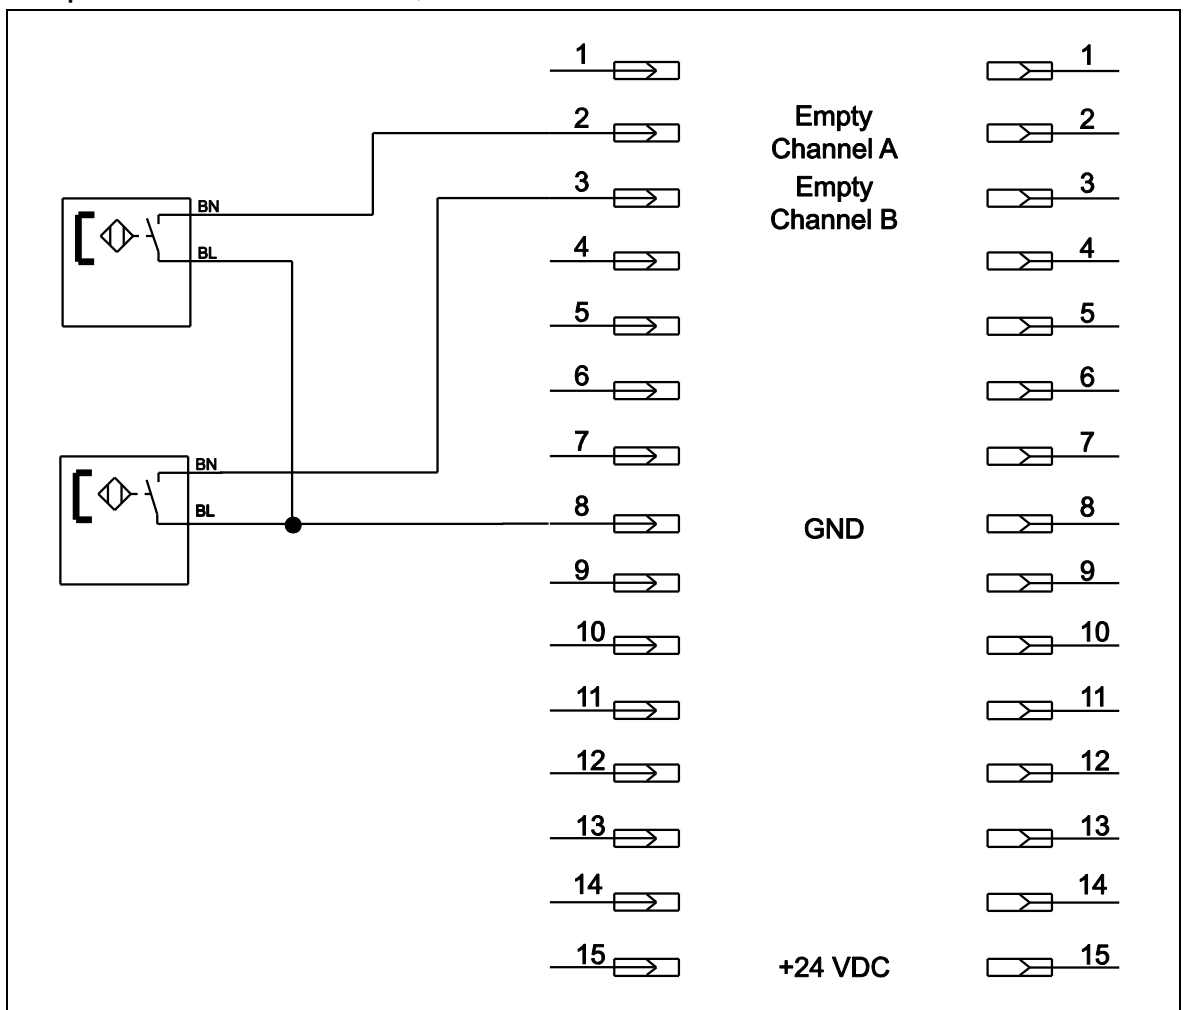 1 1
2 Empty 2
Channel A
3 Empty 3
BN
Channel B
4 4
BL
5 5
6 6
7 7
BN
8 8
BL
GND
9 9
10 10
11 11
12 12
13 13
14 14
15 +24 VDC 15